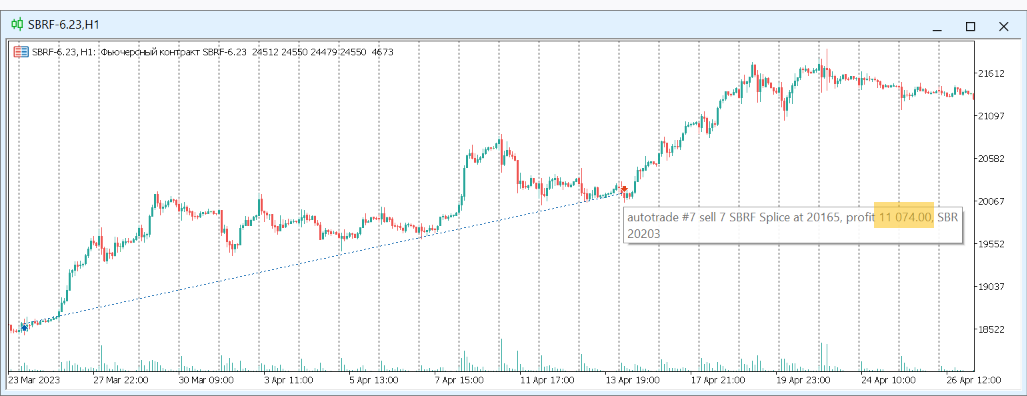 SBRF-6.23,H1
SBRF-6.23, H1: Фьючерсный контракт SBRF-6.23 24512 24550 24479 24550 4673
21612
21097
20582
20067
autotrade #7 sell 7 SBRF Splice at 20165, profit 11 074.00, SBR
20203
19552
19037
18522
23 Mar 2023 27 Mar 22:00 30 Mar 09:00 3 Apr 11:00 5 Apr 13:00 7 Apr 15:00 11 Apr 17:00 13 Apr 19:00 17 Apr 21:00 19 Apr 23:00 24 Apr 10:00 26 Apr 12:00